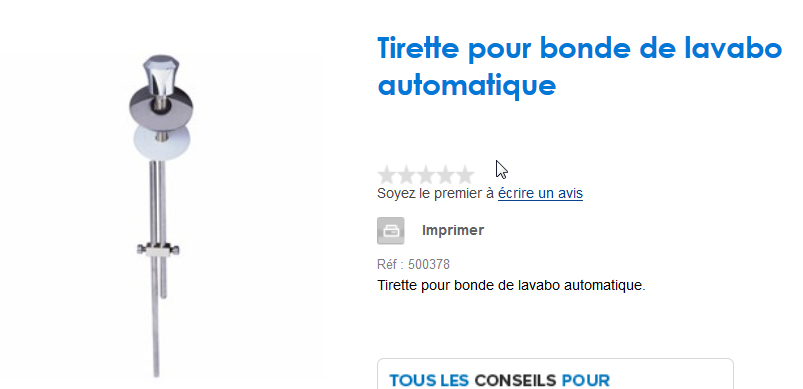 Tirette pour bonde de lavabo
automatique
Soyez le premier à écrire un avis
Imprimer
Réf : 500378
Tirette pour bonde de lavabo automatique.
TOUS LES CONSEILS POUR